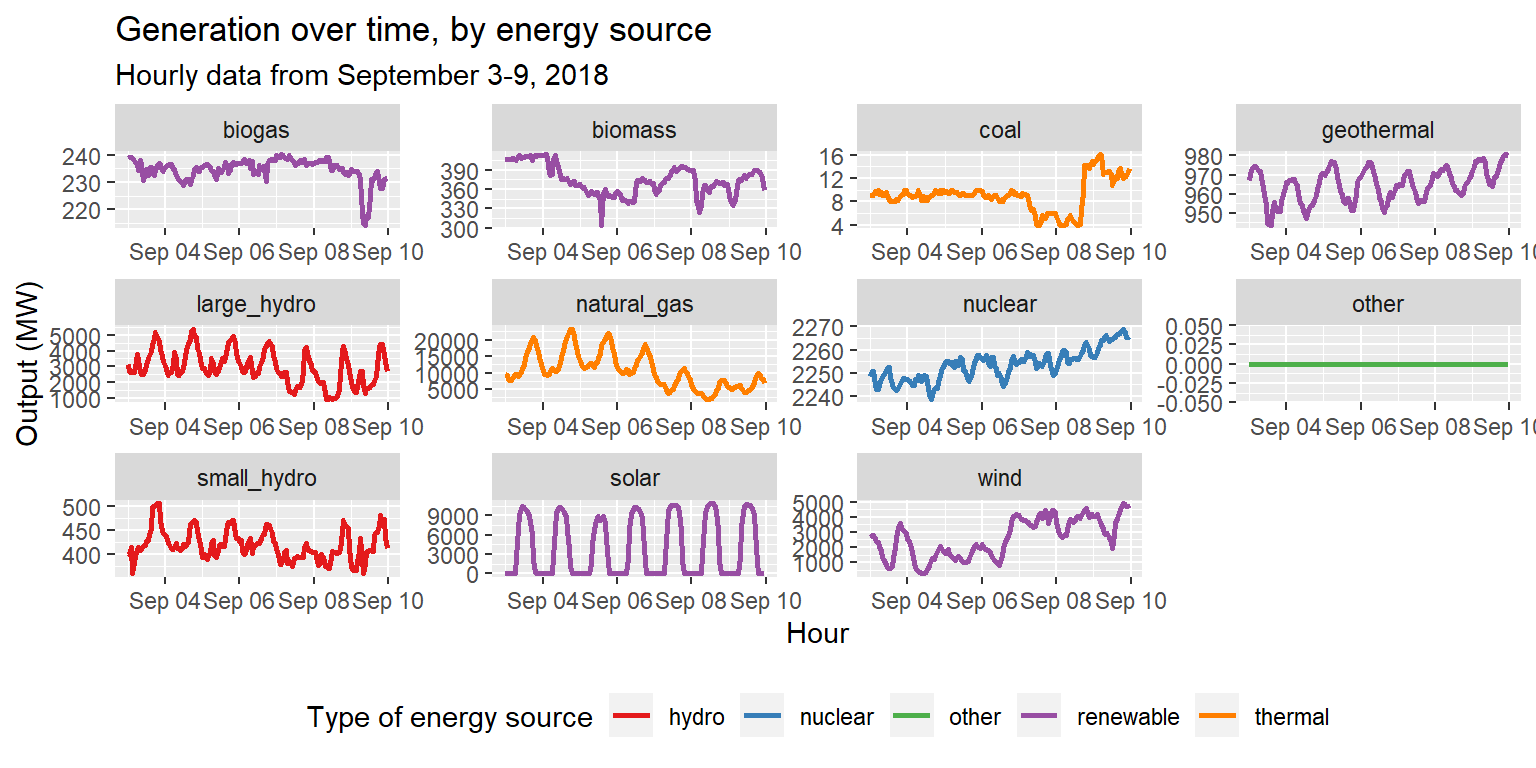 Generation over time, by energy source
Hourly data from September 3-9, 2018
biogas biomass coal geothermal
240 230 220
390 360 330 300
16 12 8 4
980 970 960 950
Sep 04 Sep 06 Sep 08 Sep 10 Sep 04 Sep 06 Sep 08 Sep 10 Sep 04 Sep 06 Sep 08 Sep 10 Sep 04 Sep 06 Sep 08 Sep 10
Output (MW)
large_hydro natural_gas nuclear other
5000 4000 3000 2000 1000
20000 15000 10000 5000
2270 2260 2250 2240
0.050 0.025 0.000 -0.025 -0.050
Sep 04 Sep 06 Sep 08 Sep 10 Sep 04 Sep 06 Sep 08 Sep 10 Sep 04 Sep 06 Sep 08 Sep 10 Sep 04 Sep 06 Sep 08 Sep 10
small_hydro solar wind
500 450 400
9000 6000 3000 0
5000 4000 3000 2000 1000
Sep 04 Sep 06 Sep 08 Sep 10 Sep 04 Sep 06 Sep 08 Sep 10 Sep 04 Sep 06 Sep 08 Sep 10
Hour
Type of energy source hydro nuclear other renewable thermal